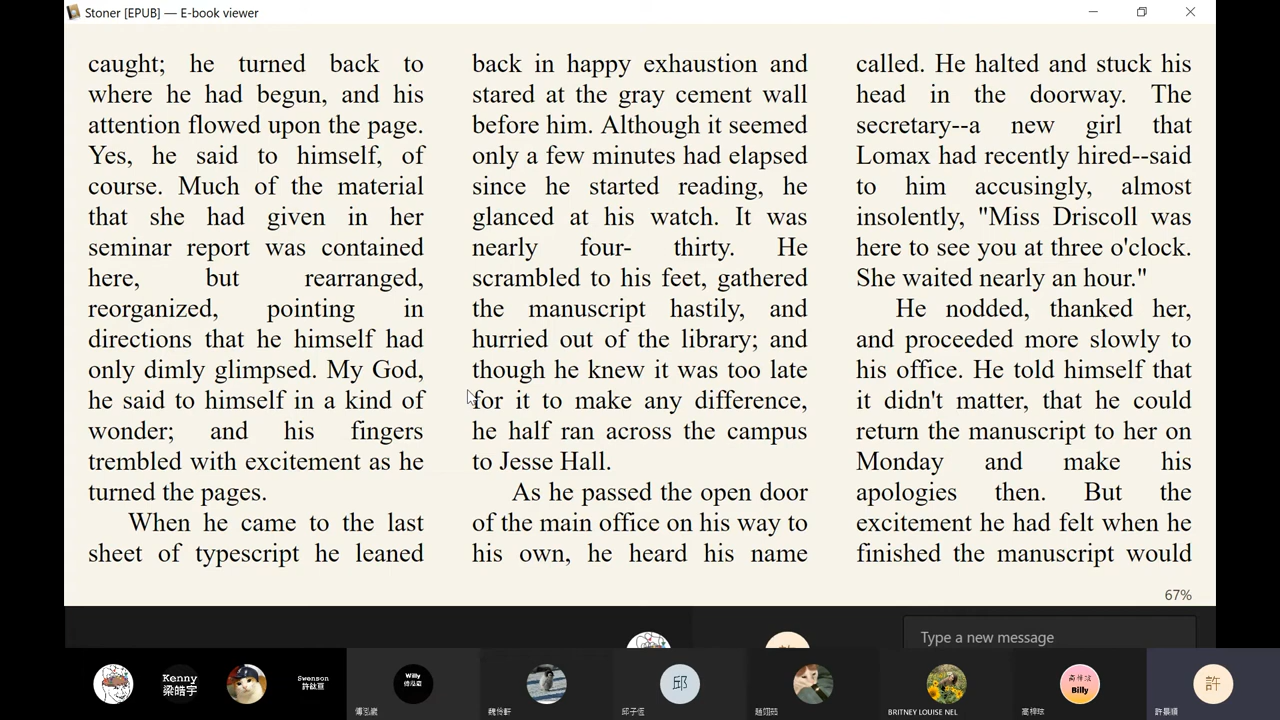 Stoner [EPUB] — E-book viewer
caught; he turned back to
where he had begun, and his
attention flowed upon the page.
Yes, he said to himself, of
course. Much of the material
that she had given in her
seminar report was contained
here, but rearranged,
reorganized, pointing in
directions that he himself had
only dimly glimpsed. My God,
he said to himself in a kind of
wonder; and his fingers
trembled with excitement as he
turned the pages.
When he came to the last
sheet of typescript he leaned
back in happy exhaustion and
stared at the gray cement wall
before him. Although it seemed
only a few minutes had elapsed
since he started reading, he
glanced at his watch. It was
nearly four- thirty. He
scrambled to his feet, gathered
the manuscript hastily, and
hurried out of the library; and
though he knew it was too late
for it to make any difference,
he half ran across the campus
to Jesse Hall.
As he passed the open door
of the main office on his way to
his own, he heard his name
called. He halted and stuck his
head in the doorway. The
secretary--a new girl that
Lomax had recently hired--said
to him accusingly, almost
insolently, "Miss Driscoll was
here to see you at three o'clock.
She waited nearly an hour."
He nodded, thanked her,
and proceeded more slowly to
his office. He told himself that
it didn't matter, that he could
return the manuscript to her on
Monday and make his
apologies then. But the
excitement he had felt when he
finished the manuscript would
67%
Type a new message
Kenny
梁皓宇
Swenson
Willy
邱
邱子恆
BRITNEY LOUISE NEL
Billy
許